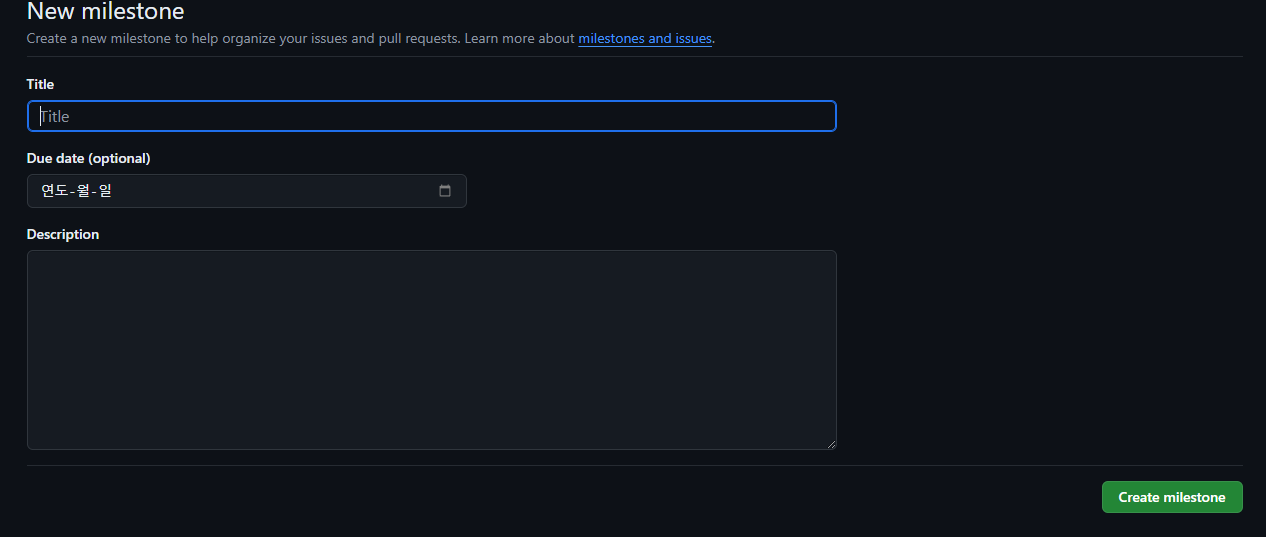 New milestone
Create a new milestone to help organize your issues and pull requests. Learn more about milestones and issues.
Title
Title
Due date (optional)
연도-월-일
Description
Create milestone